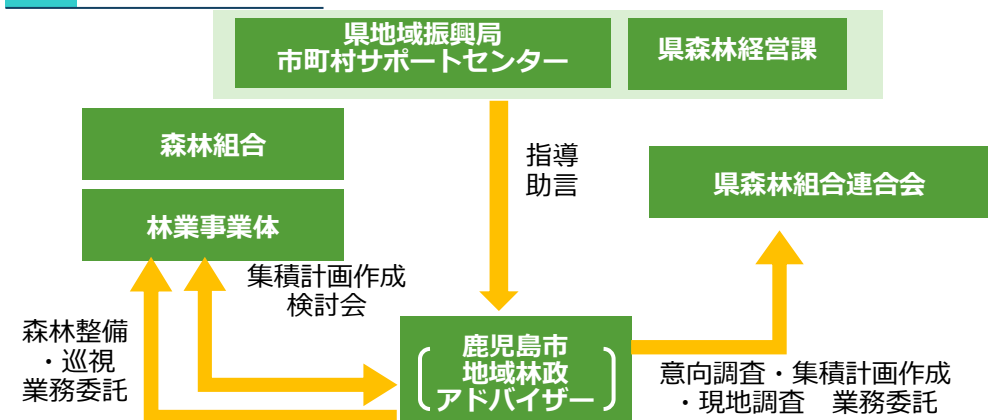 県地域振興局
市町村サポートセンター
県森林経営課
森林組合
指導
助言
県森林組合連合会
林業事業体
集積計画作成
検討会
森林整備
・巡視
業務委託
鹿児島市
地域林政
アドバイザー
意向調査・集積計画作成
・現地調査　業務委託